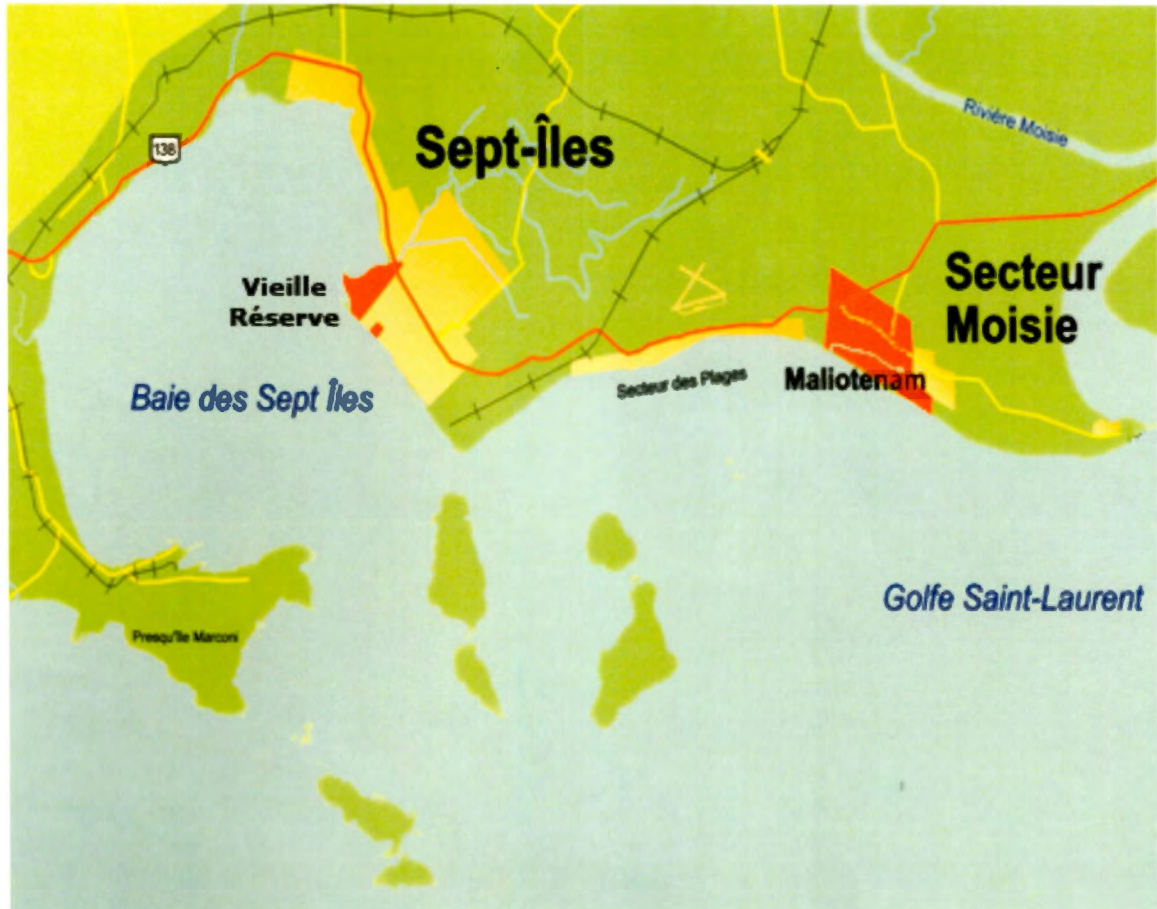 Rivière Moisie
Sept-Îles
138
Secteur
Moisie
Vieille
Réserve
Maliotenam
Secteur des Plages
Baie des Sept Îles
Golfe Saint-Laurent
Presqu'île Marconi